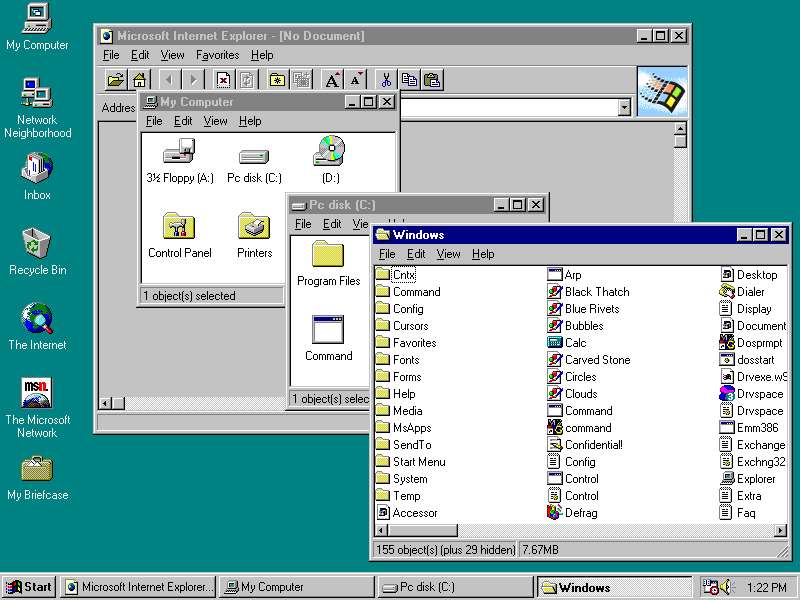 My Computer
Network
Neighborhood
Inbox
Recycle Bin
The Internet
msn.
The Microsoft
Network
My Briefcase
Microsoft Internet Explorer - [No Document]
File Edit View Favorites Help
Addres
My Computer
File Edit View Help
3½ Floppy (A:) Pc disk (C:) (D:)
Control Panel Printers
1 object(s) selected
Pc disk (C:)
File Edit Vie
Program Files
Command
1 object(s) selec
Windows
File Edit View Help
Cntx Arp Desktop
Command Black Thatch Dialer
Config Blue Rivets Display
Cursors Bubbles Document
Favorites Calc Dosprmpt
Fonts Carved Stone dosstart
Forms Circles Drvexe.w9
Help Clouds Drvspace
Media Command Drvspace
MsApps command Emm386
SendTo Confidential! Exchange
Start Menu Config Exchng32
System Control Explorer
Temp Control Extra
Accessor Defrag Faq
155 object(s) (plus 29 hidden) 7.67MB
Start Microsoft Internet Explorer... My Computer Pc disk (C:) Windows 1:22 PM